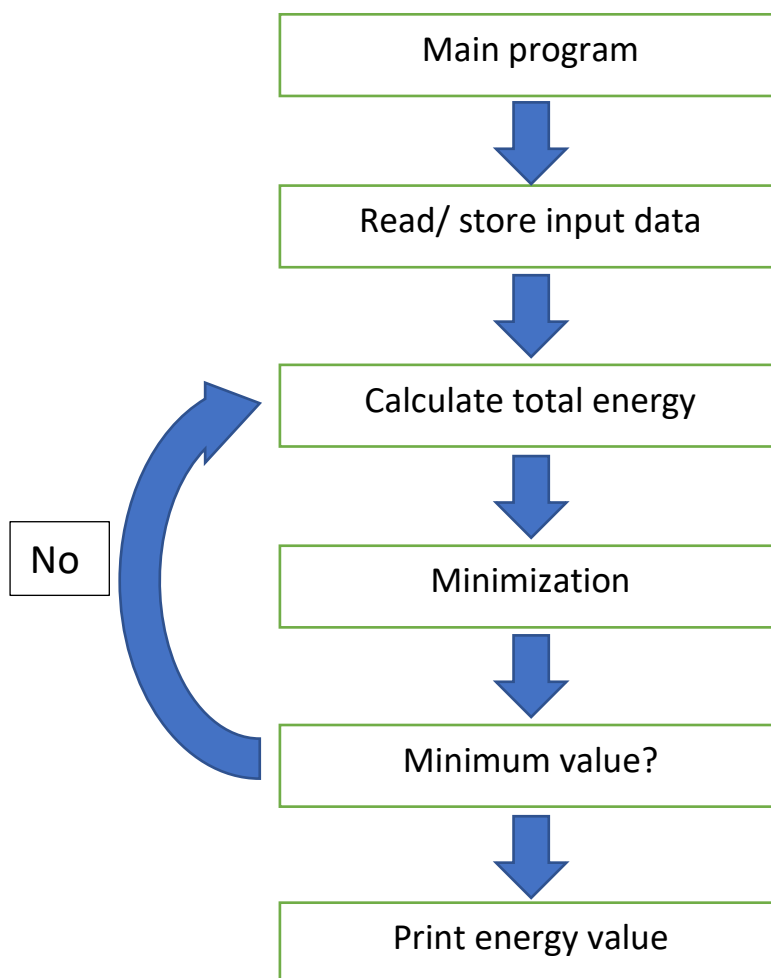 Main program
Read/ store input data
Calculate total energy
No
Minimization
Minimum value?
Print energy value